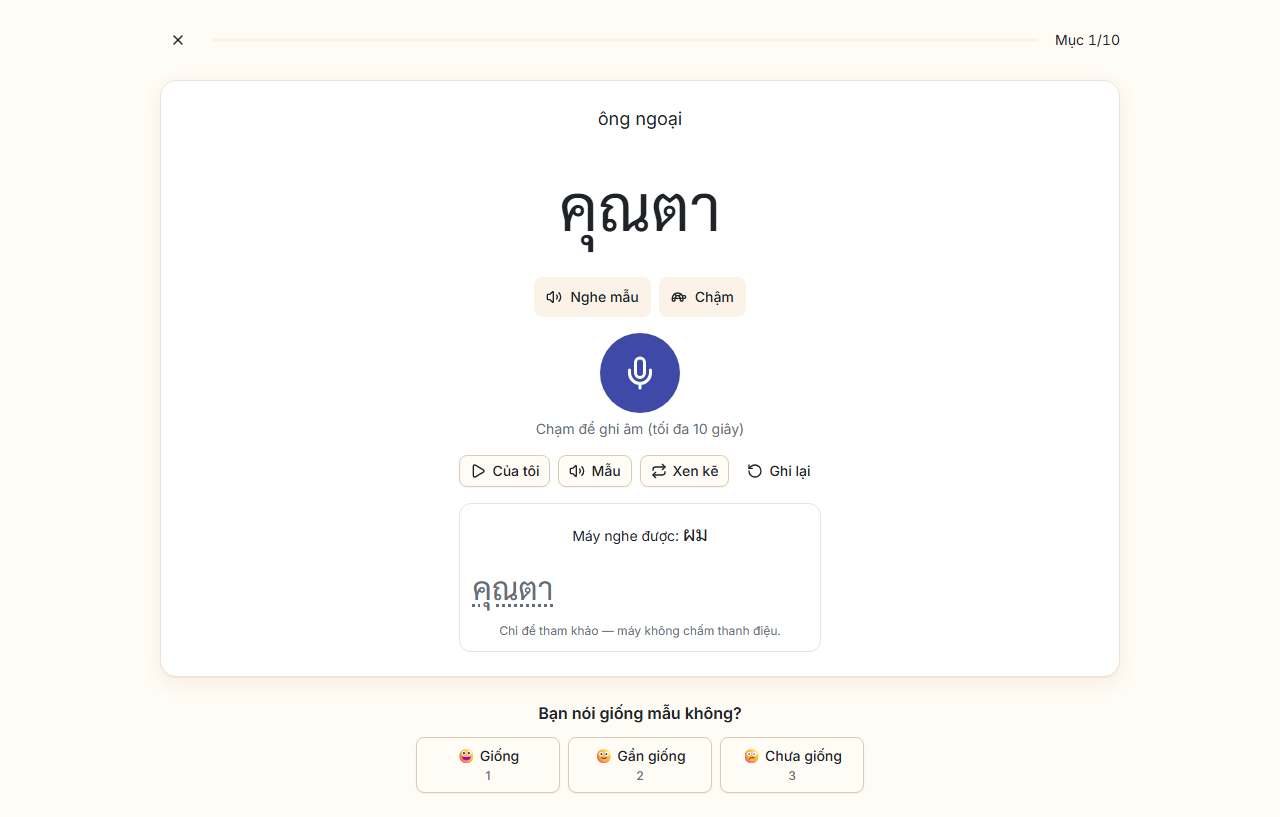 Mục 1/10
ông ngoại
คุณตา
Nghe mẫu Chậm
Chạm để ghi âm (tối đa 10 giây)
Của tôi Mẫu Xen kẽ Ghi lại
Máy nghe được: ผม
คุณตา
Chỉ để tham khảo — máy không chấm thanh điệu.
Bạn nói giống mẫu không?
Giống Gần giống Chưa giống
1 2 3